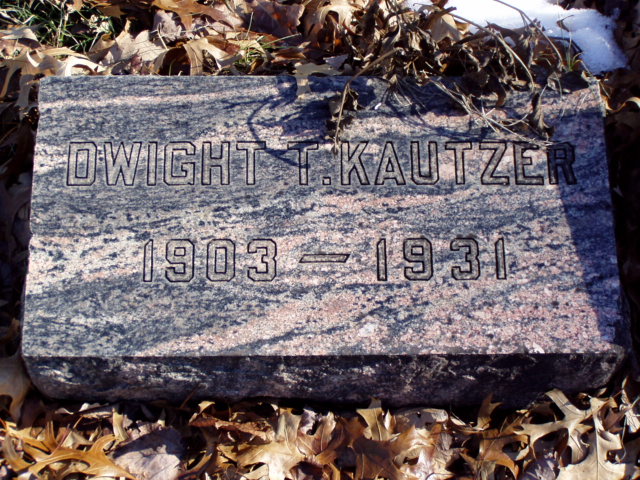 DWIGHT T. KAUTZER
1903 — 1931